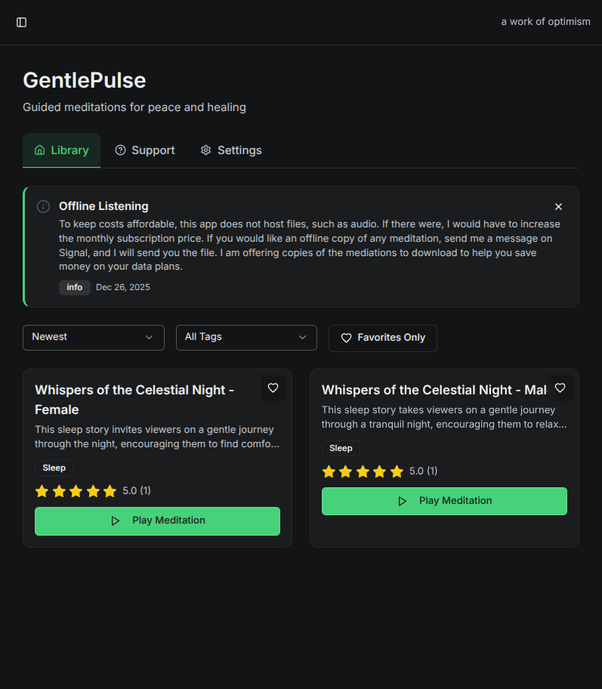 a work of optimism
GentlePulse
Guided meditations for peace and healing
Library
Support
Settings
Offline Listening
To keep costs affordable, this app does not host files, such as audio. If there were, I would have to increase
the monthly subscription price. If you would like an offline copy of any meditation, send me a message on
Signal, and I will send you the file. I am offering copies of the mediations to download to help you save
money on your data plans.
info Dec 26, 2025
Newest
All Tags
Favorites Only
Whispers of the Celestial Night -
Female
This sleep story invites viewers on a gentle journey
through the night, encouraging them to find comfo...
Sleep
5.0 (1)
Play Meditation
Whispers of the Celestial Night - Mal
This sleep story takes viewers on a gentle journey
through a tranquil night, encouraging them to relax...
Sleep
5.0 (1)
Play Meditation